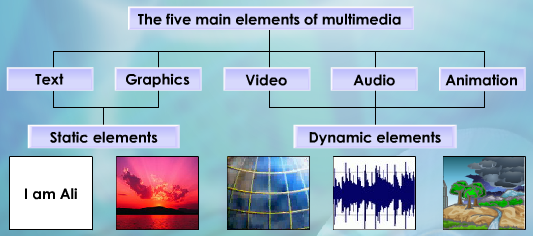 The five main elements of multimedia
Text
Graphics
Video
Audio
Animation
Static elements
Dynamic elements
I am Ali